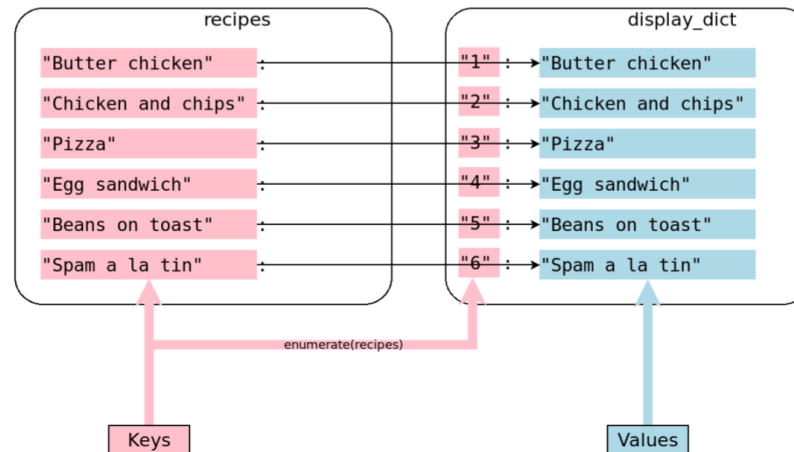 recipes display_dict
"Butter chicken" : "1" : "Butter chicken"
"Chicken and chips" : "2" : "Chicken and chips"
"Pizza" : "3" : "Pizza"
"Egg sandwich" : "4" : "Egg sandwich"
"Beans on toast" : "5" : "Beans on toast"
"Spam a la tin" : "6" : "Spam a la tin"
enumerate(recipes)
Keys Values